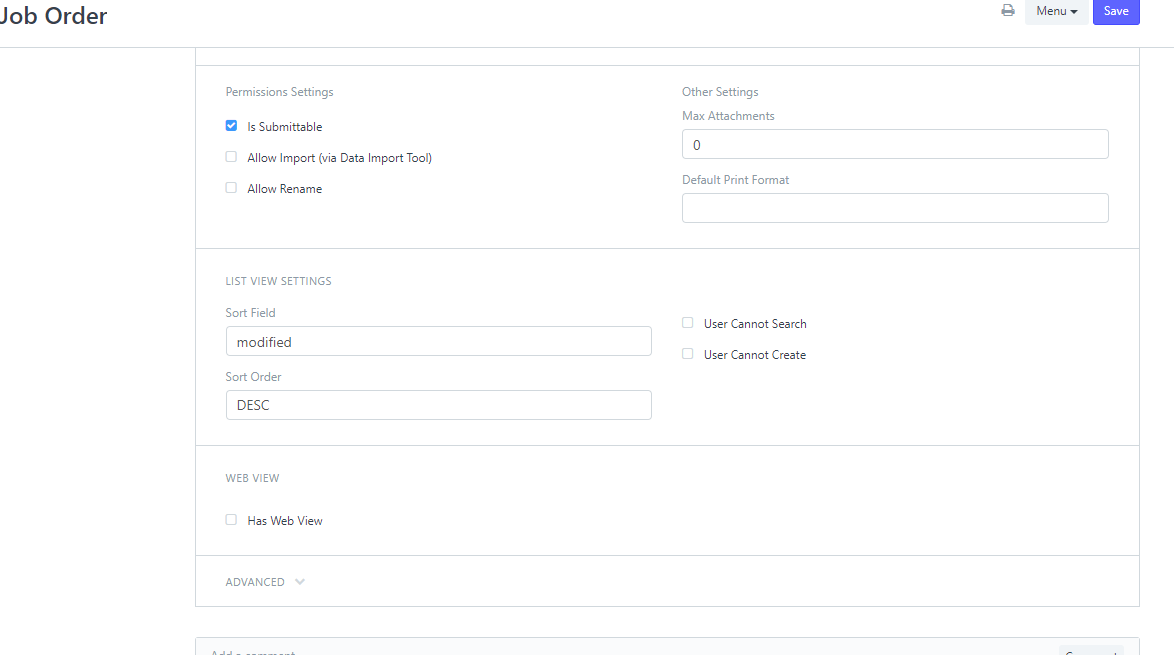 Job Order
Menu
Save
Permissions Settings
Is Submittable
Allow Import (via Data Import Tool)
Allow Rename
Other Settings
Max Attachments
0
Default Print Format
LIST VIEW SETTINGS
Sort Field
modified
Sort Order
DESC
User Cannot Search
User Cannot Create
WEB VIEW
Has Web View
ADVANCED
Add a comment